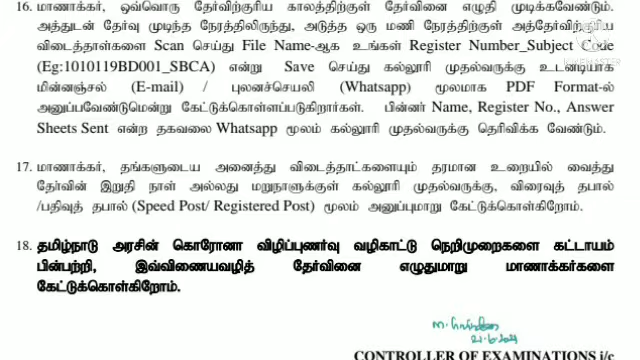 16. மாணாக்கர், ஒவ்வொரு தேர்விற்குரிய காலத்திற்குள் தேர்வினை எழுதி முடிக்கவேண்டும்.
அத்துடன் தேர்வு முடிந்த நேரத்திலிருந்து, அடுத்த ஒரு மணி நேரத்திற்குள் அத்தேர்விற்குரிய
விடைத்தாள்களை Scan செய்து File Name-ஆக உங்கள் Register Number_Subject Code
(Eg:1010119BD001_SBCA) என்று Save செய்து கல்லூரி முதல்வருக்கு உடனடியாக
மின்னஞ்சல் (E-mail) / புலனச்செயலி (Whatsapp) மூலமாக PDF Format-ல்
அனுப்பவேண்டுமென்று கேட்டுக்கொள்ளப்படுகிறார்கள். பின்னர் Name, Register No., Answer
Sheets Sent என்ற தகவலை Whatsapp மூலம் கல்லூரி முதல்வருக்கு தெரிவிக்க வேண்டும்.
17. மாணாக்கர், தங்களுடைய அனைத்து விடைத்தாட்களையும் தரமான உறையில் வைத்து
தேர்வின் இறுதி நாள் அல்லது மறுநாளுக்குள் கல்லூரி முதல்வருக்கு, விரைவுத் தபால்
/பதிவுத் தபால் (Speed Post/ Registered Post) மூலம் அனுப்புமாறு கேட்டுக்கொள்கிறோம்.
18. தமிழ்நாடு அரசின் கொரோனா விழிப்புணர்வு வழிகாட்டு நெறிமுறைகளை கட்டாயம்
பின்பற்றி, இவ்விணையவழித் தேர்வினை எழுதுமாறு மாணாக்கர்களை
கேட்டுக்கொள்கிறோம்.
CONTROLLER OF EXAMINATIONS i/c